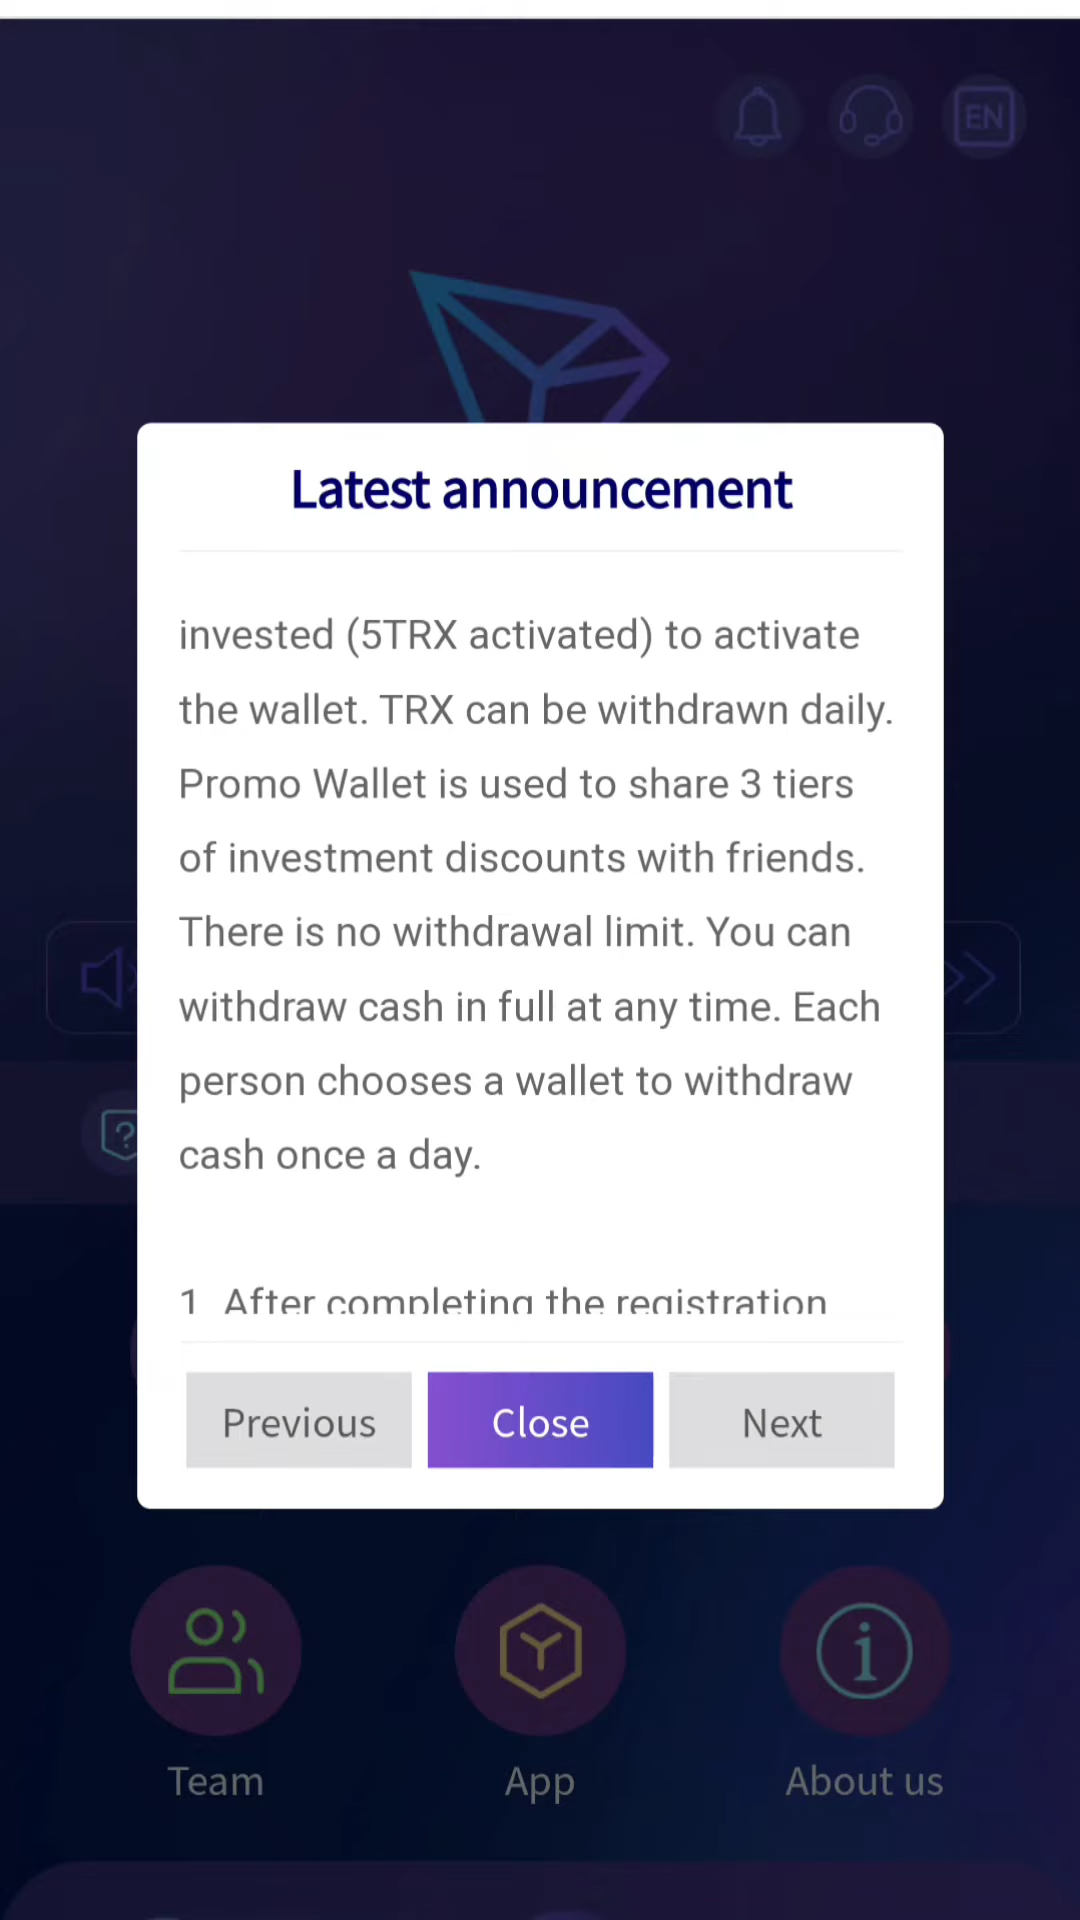 EN
Latest announcement
invested (5TRX activated) to activate
the wallet. TRX can be withdrawn daily.
Promo Wallet is used to share 3 tiers
of investment discounts with friends.
There is no withdrawal limit. You can
withdraw cash in full at any time. Each
person chooses a wallet to withdraw
cash once a day.
1 After completing the registration
Previous
Close
Next
Team
App
About us